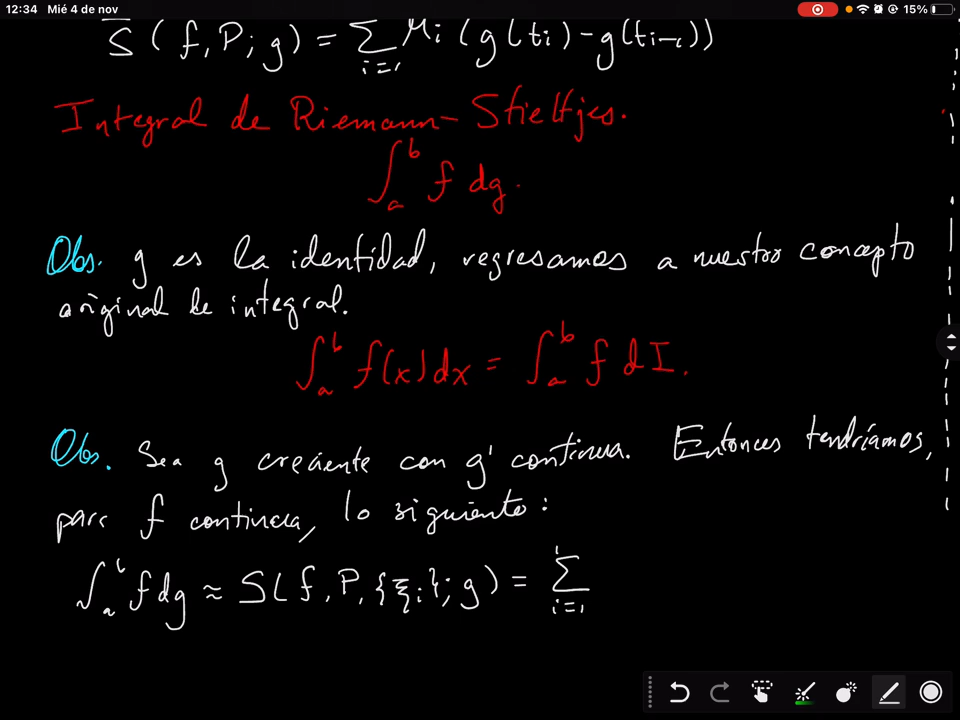 12:34 Mié 4 de nov 15%
S̅ ( f, P; g ) = ∑_{i=1} M_i ( g(t_i) - g(t_{i-1}) )
Integral de Riemann-Stieltjes.
∫_a^b f dg.
Obs. g es la identidad, regresamos a nuestro concepto
original de integral.
∫_a^b f(x) dx = ∫_a^b f dI.
Obs. Sea g creciente con g' continua. Entonces tendríamos,
para f continua, lo siguiente:
∫_a^b f dg ≈ S( f, P, {ξ_i}; g ) = ∑_{i=1}